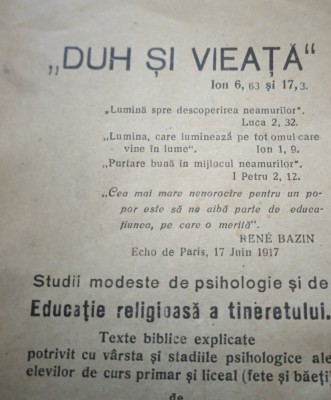 „DUH ȘI VIEAȚĂ“
Ion 6, 63 și 17, 3.
„Lumină spre descoperirea neamurilor“.
Luca 2, 32.
„Lumina, care luminează pe tot omul care
vine în lume“. Ion 1, 9.
„Purtare bună în mijlocul neamurilor“.
I Petru 2, 12.
„Cea mai mare nenorocire pentru un po-
por este să nu aibă parte de educa-
țiunea, pe care o merită“.
RENÉ BAZIN
Echo de Paris, 17 Juin 1917
Studii modeste de psihologie și de
Educație religioasă a tineretului.
Texte biblice explicate
potrivit cu vârsta și stadiile psihologice ale
elevilor de curs primar și liceal (fete și băeți)
de